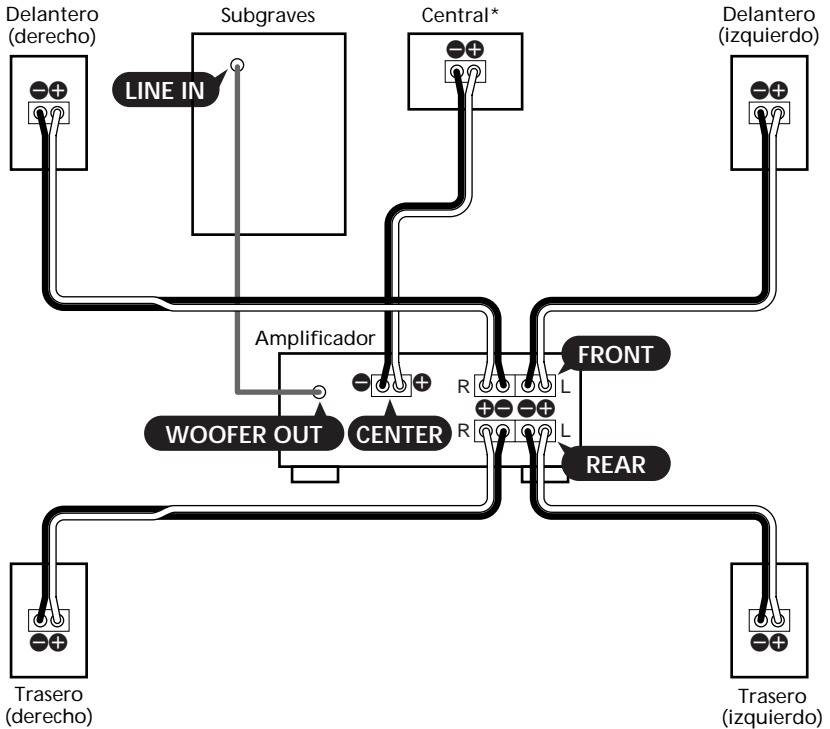 Delantero
(derecho)
Subgraves
Central*
Delantero
(izquierdo)
LINE IN
Amplificador
FRONT
R
L
WOOFER OUT
CENTER
R
L
REAR
Trasero
(derecho)
Trasero
(izquierdo)